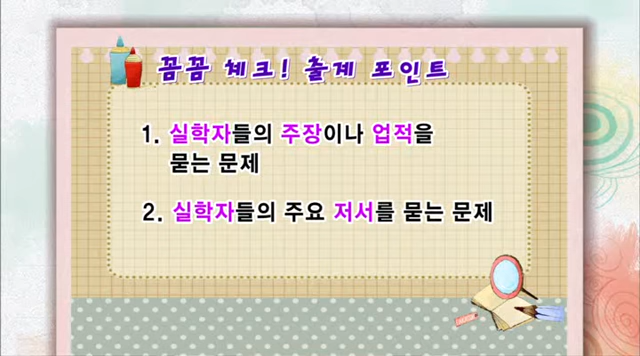 꼼꼼 체크! 출제 포인트
1. 실학자들의 주장이나 업적을
묻는 문제
2. 실학자들의 주요 저서를 묻는 문제